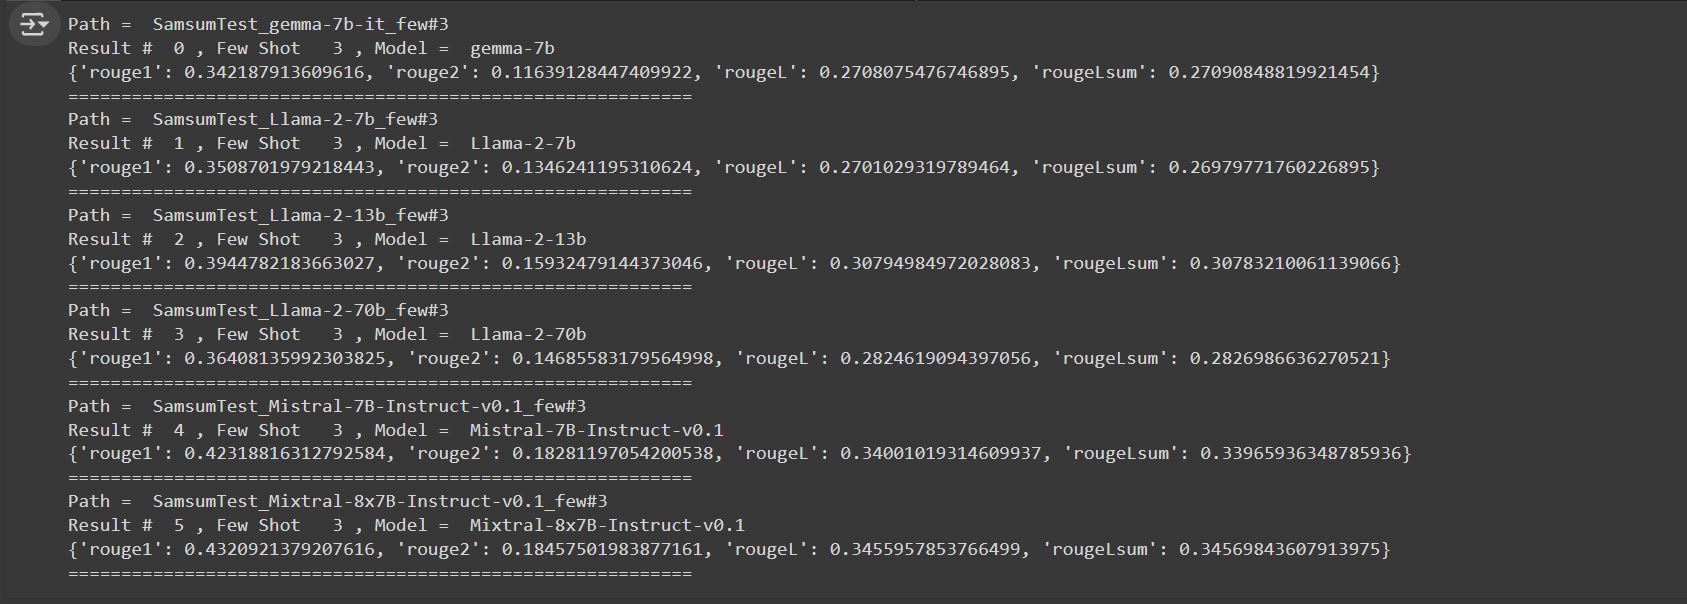 Path =  SamsumTest_gemma-7b-it_few#3
Result #  0 , Few Shot   3 , Model =  gemma-7b
{'rouge1': 0.342187913609616, 'rouge2': 0.11639128447409922, 'rougeL': 0.2708075476746895, 'rougeLsum': 0.27090848819921454}
===========================================================
Path =  SamsumTest_Llama-2-7b_few#3
Result #  1 , Few Shot   3 , Model =  Llama-2-7b
{'rouge1': 0.3508701979218443, 'rouge2': 0.1346241195310624, 'rougeL': 0.2701029319789464, 'rougeLsum': 0.26979771760226895}
===========================================================
Path =  SamsumTest_Llama-2-13b_few#3
Result #  2 , Few Shot   3 , Model =  Llama-2-13b
{'rouge1': 0.3944782183663027, 'rouge2': 0.15932479144373046, 'rougeL': 0.30794984972028083, 'rougeLsum': 0.30783210061139066}
===========================================================
Path =  SamsumTest_Llama-2-70b_few#3
Result #  3 , Few Shot   3 , Model =  Llama-2-70b
{'rouge1': 0.36408135992303825, 'rouge2': 0.14685583179564998, 'rougeL': 0.2824619094397056, 'rougeLsum': 0.2826986636270521}
===========================================================
Path =  SamsumTest_Mistral-7B-Instruct-v0.1_few#3
Result #  4 , Few Shot   3 , Model =  Mistral-7B-Instruct-v0.1
{'rouge1': 0.42318816312792584, 'rouge2': 0.18281197054200538, 'rougeL': 0.34001019314609937, 'rougeLsum': 0.33965936348785936}
===========================================================
Path =  SamsumTest_Mixtral-8x7B-Instruct-v0.1_few#3
Result #  5 , Few Shot   3 , Model =  Mixtral-8x7B-Instruct-v0.1
{'rouge1': 0.4320921379207616, 'rouge2': 0.18457501983877161, 'rougeL': 0.3455957853766499, 'rougeLsum': 0.34569843607913975}
===========================================================